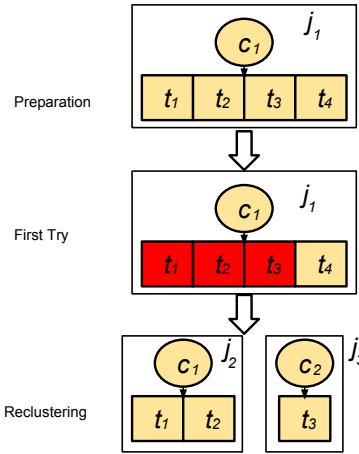 j1
c1
Preparation
t1 t2 t3 t4
j1
c1
First Try
t1 t2 t3 t4
c1 j2 c2 j3
Reclustering
t1 t2 t3